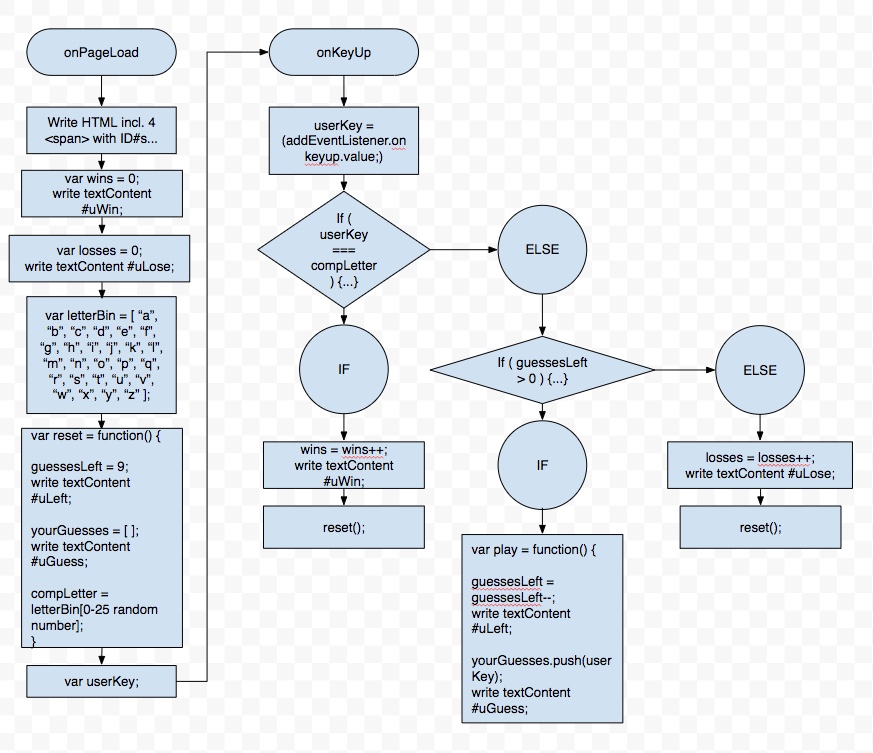 onPageLoad
Write HTML incl. 4
<span> with ID#s...
var wins = 0;
write textContent
#uWin;
var losses = 0;
write textContent #uLose;
var letterBin = [ “a”,
“b”, “c”, “d”, “e”, “f”,
“g”, “h”, “i”, “j”, “k”, “l”,
“m”, “n”, “o”, “p”, “q”,
“r”, “s”, “t”, “u”, “v”,
“w”, “x”, “y”, “z” ];
var reset = function() {
guessesLeft = 9;
write textContent
#uLeft;
yourGuesses = [ ];
write textContent
#uGuess;
compLetter =
letterBin[0-25 random
number];
}
var userKey;
onKeyUp
userKey =
(addEventListener.on
keyup.value;)
If (
userKey
===
compLetter
) {...}
IF
wins = wins++;
write textContent
#uWin;
reset();
ELSE
If ( guessesLeft
> 0 ) {...}
IF
var play = function() {
guessesLeft =
guessesLeft--;
write textContent
#uLeft;
yourGuesses.push(user
Key);
write textContent
#uGuess;
ELSE
losses = losses++;
write textContent #uLose;
reset();